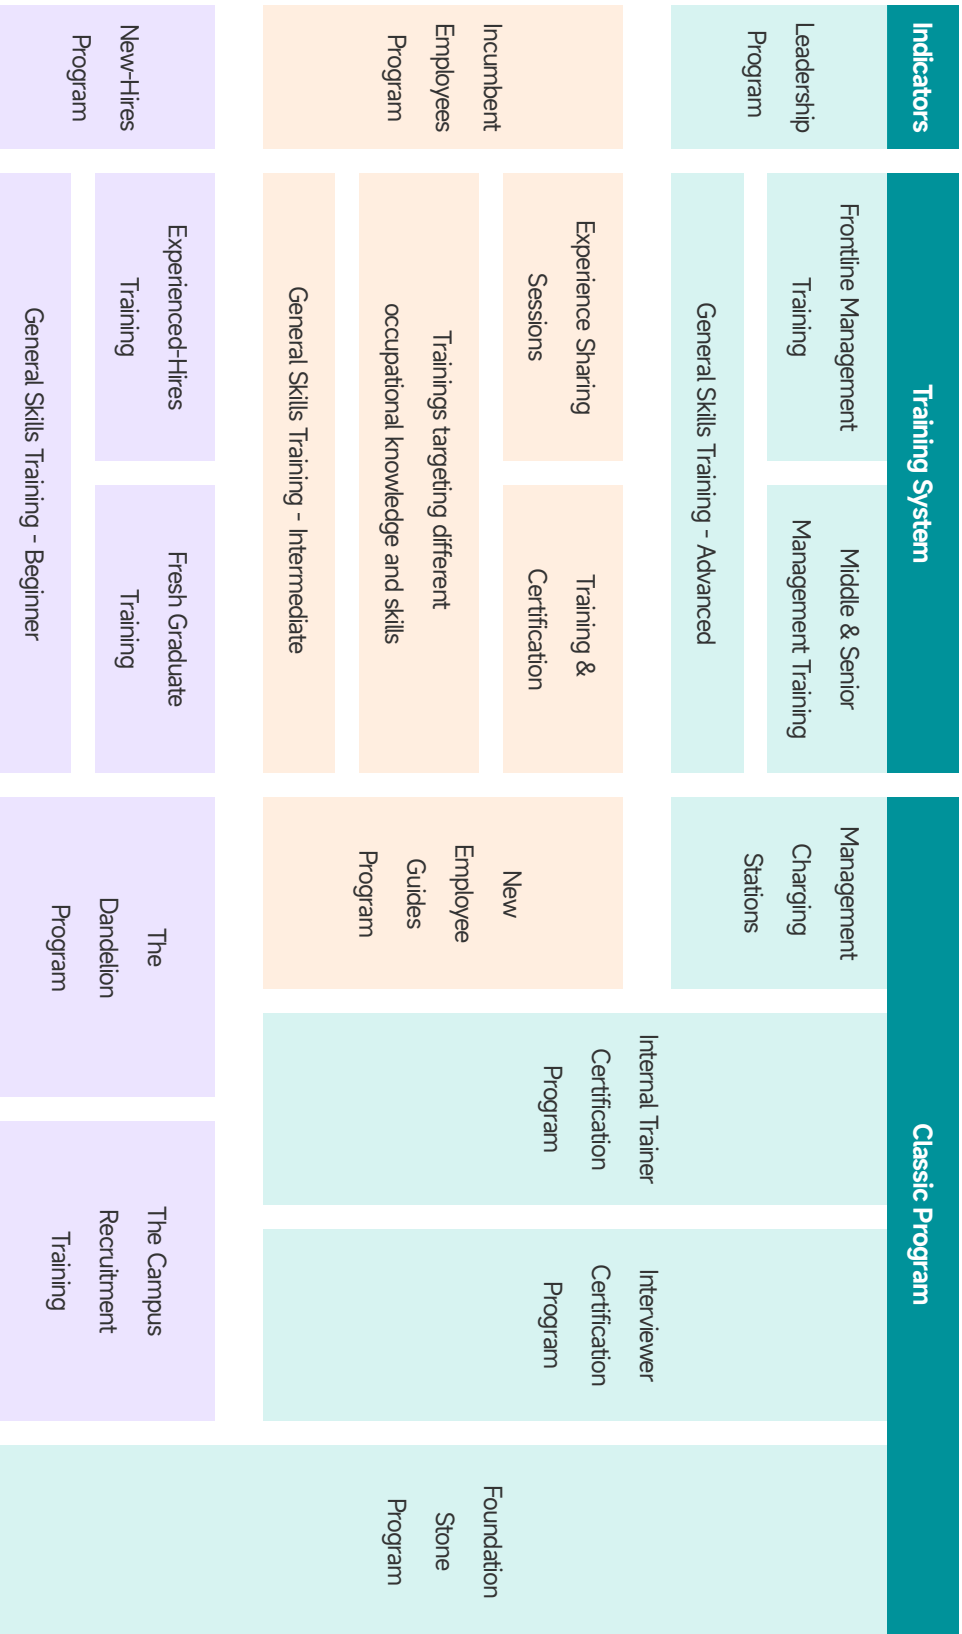 Indicators
Training System
Classic Program
Leadership
Program
Frontline Management
Training
Middle & Senior
Management Training
General Skills Training - Advanced
Management
Charging
Stations
Incumbent
Employees
Program
Experience Sharing
Sessions
Training &
Certification
Trainings targeting different
occupational knowledge and skills
General Skills Training - Intermediate
New
Employee
Guides
Program
Internal Trainer
Certification
Program
Interviewer
Certification
Program
Foundation
Stone
Program
New-Hires
Program
Experienced-Hires
Training
Fresh Graduate
Training
General Skills Training - Beginner
The
Dandelion
Program
The Campus
Recruitment
Training